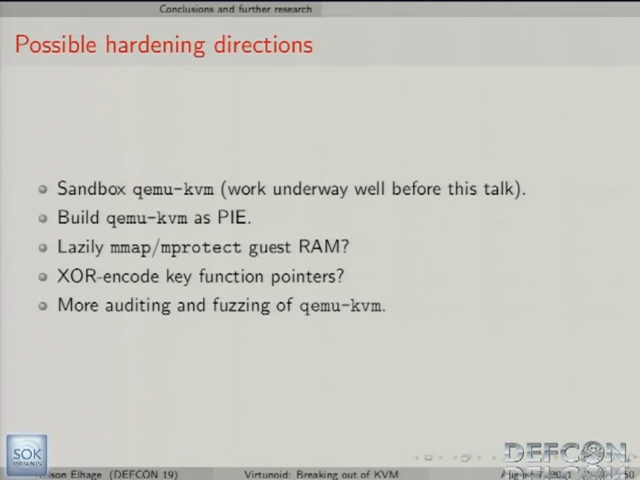 Conclusions and further research
Possible hardening directions
Sandbox qemu-kvm (work underway well before this talk).
Build qemu-kvm as PIE.
Lazily mmap/mprotect guest RAM?
XOR-encode key function pointers?
More auditing and fuzzing of qemu-kvm.
SOK
DEFCON
Elhage (DEFCON 19) Virtunoid: Breaking out of KVM